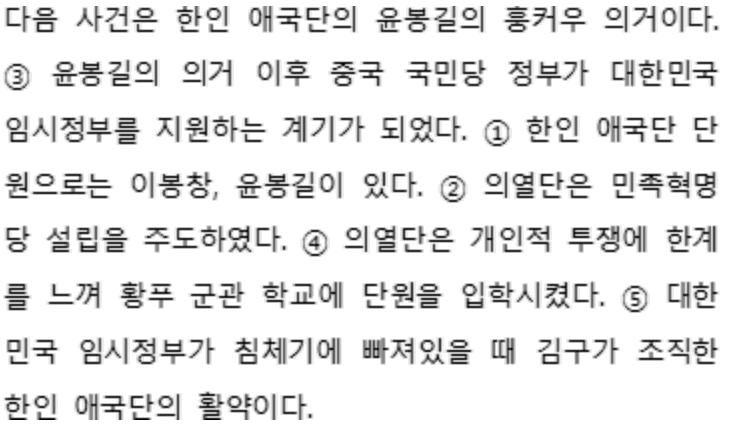 다음 사건은 한인 애국단의 윤봉길의 훙커우 의거이다.
③ 윤봉길의 의거 이후 중국 국민당 정부가 대한민국
임시정부를 지원하는 계기가 되었다. ① 한인 애국단 단
원으로는 이봉창, 윤봉길이 있다. ② 의열단은 민족혁명
당 설립을 주도하였다. ④ 의열단은 개인적 투쟁에 한계
를 느껴 황푸 군관 학교에 단원을 입학시켰다. ⑤ 대한
민국 임시정부가 침체기에 빠져있을 때 김구가 조직한
한인 애국단의 활약이다.